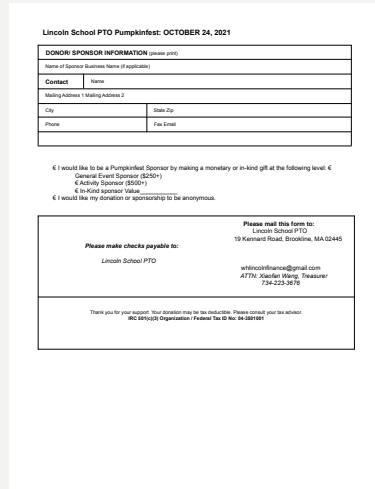 Lincoln School PTO Pumpkinfest: OCTOBER 24, 2021
DONOR/ SPONSOR INFORMATION (please print)
Name of Sponsor Business Name (if applicable)
Contact Name
Mailing Address 1 Mailing Address 2
City State Zip
Phone Fax Email
€ I would like to be a Pumpkinfest Sponsor by making a monetary or in-kind gift at the following level: €
General Event Sponsor ($250+)
€ Activity Sponsor ($500+)
€ In-Kind sponsor Value___________
€ I would like my donation or sponsorship to be anonymous.
Please make checks payable to:
Lincoln School PTO
Please mail this form to:
Lincoln School PTO
19 Kennard Road, Brookline, MA 02445
whlincolnfinance@gmail.com
ATTN: Xiaofan Wang, Treasurer
734-223-3676
Thank you for your support. Your donation may be tax deductible. Please consult your tax advisor.
IRC 501(c)(3) Organization / Federal Tax ID No: 04-3581001